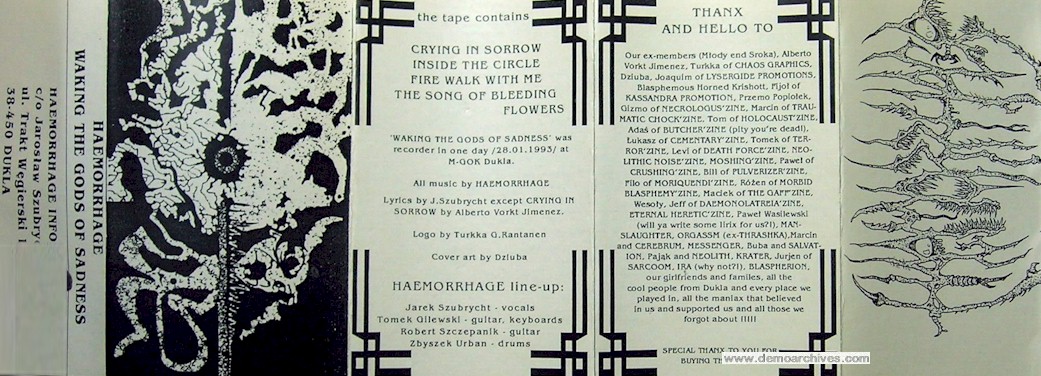 HAEMORRHAGE INFO
c/o Jarosław Szubry
ul. Trakt Węgierski 1
38-450 DUKLA
HAEMORRHAGE
WAKING THE GODS OF SADNESS
the tape contains
CRYING IN SORROW
INSIDE THE CIRCLE
FIRE WALK WITH ME
THE SONG OF BLEEDING
FLOWERS
'WAKING THE GODS OF SADNESS' was
recorder in one day /28.01.1993/ at
M-GOK Dukla.
All music by HAEMORRHAGE
Lyrics by J.Szubrycht except CRYING IN
SORROW by Alberto Vorkt Jimenez.
Logo by Turkka G.Rantanen
Cover art by Dziuba
HAEMORRHAGE line-up:
Jarek Szubrycht - vocals
Tomek Gilewski - guitar, keyboards
Robert Szczepanik - guitar
Zbyszek Urban - drums
THANX
AND HELLO TO
Our ex-members (Młody end Sroka), Alberto
Vorkt Jimenez, Turkka of CHAOS GRAPHICS,
Dziuba, Joaquim of LYSERGIDE PROMOTIONS,
Blasphemous Horned Krishott, Fijol of
KASSANDRA PROMOTION, Przemo Popiołek,
Gizmo of NECROLOGUS'ZINE, Marcin of TRAU-
MATIC CHOCK'ZINE, Tom of HOLOCAUST'ZINE,
Adaś of BUTCHER'ZINE (pity you're dead!),
Łukasz of CEMENTARY'ZINE, Tomek of TER-
ROR'ZINE, Levi of DEATH FORCE'ZINE, NEO-
LITHIC NOISE'ZINE, MOSHING'ZINE, Paweł of
CRUSHING'ZINE, Bill of PULVERIZER'ZINE,
Filo of MORIQUENDI'ZINE, Różen of MORBID
BLASPHEMY'ZINE, Maciek of THE GAFF'ZINE,
Wesoły, Jeff of DAEMONOLATREIA'ZINE,
ETERNAL HERETIC'ZINE, Paweł Wasilewski
(will ya write some lirix for us?!), MAN-
SLAUGHTER, ORGASSM (ex-THRASHKA),Marcin
and CEREBRUM, MESSENGER, Buba and SALVAT-
ION, Pająk and NEOLITH, KRATER, Jurjen of
SARCOOM, IRA (why not?!), BLASPHERION,
our girlfriends and familes, all the
cool people from Dukla and every place we
played in, all the maniax that believed
in us and supported us and all those we
forgot about !!!!!
SPECIAL THANX TO YOU FOR
BUYING TH
www.demoarchives.com